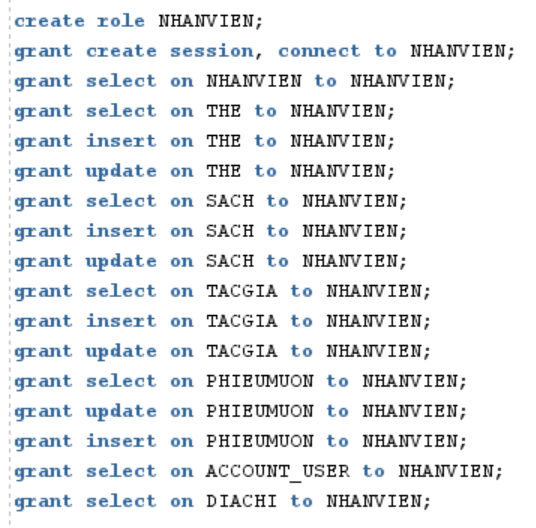 create role NHANVIEN;
grant create session, connect to NHANVIEN;
grant select on NHANVIEN to NHANVIEN;
grant select on THE to NHANVIEN;
grant insert on THE to NHANVIEN;
grant update on THE to NHANVIEN;
grant select on SACH to NHANVIEN;
grant insert on SACH to NHANVIEN;
grant update on SACH to NHANVIEN;
grant select on TACGIA to NHANVIEN;
grant insert on TACGIA to NHANVIEN;
grant update on TACGIA to NHANVIEN;
grant select on PHIEUMUON to NHANVIEN;
grant update on PHIEUMUON to NHANVIEN;
grant insert on PHIEUMUON to NHANVIEN;
grant select on ACCOUNT_USER to NHANVIEN;
grant select on DIACHI to NHANVIEN;